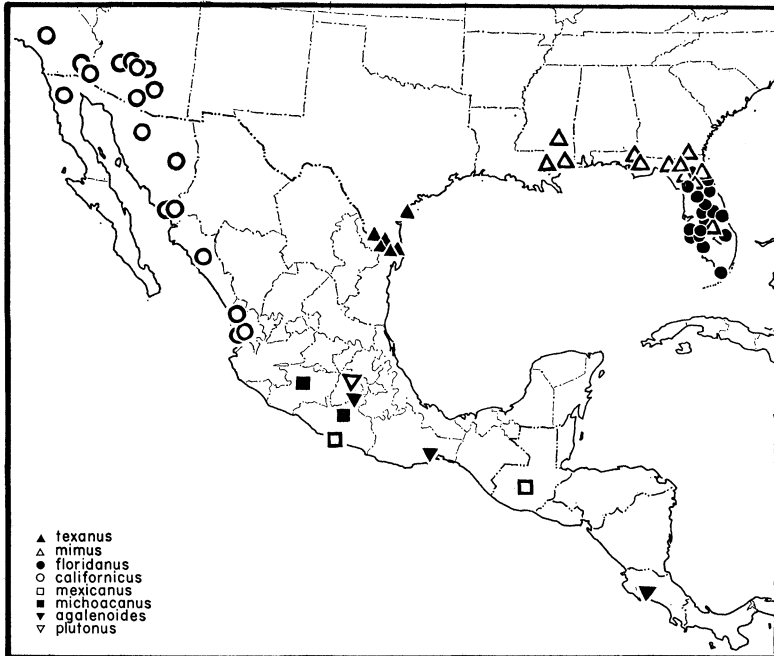 texanus
mimus
floridanus
californicus
mexicanus
michoacanus
agalenoides
plutonus